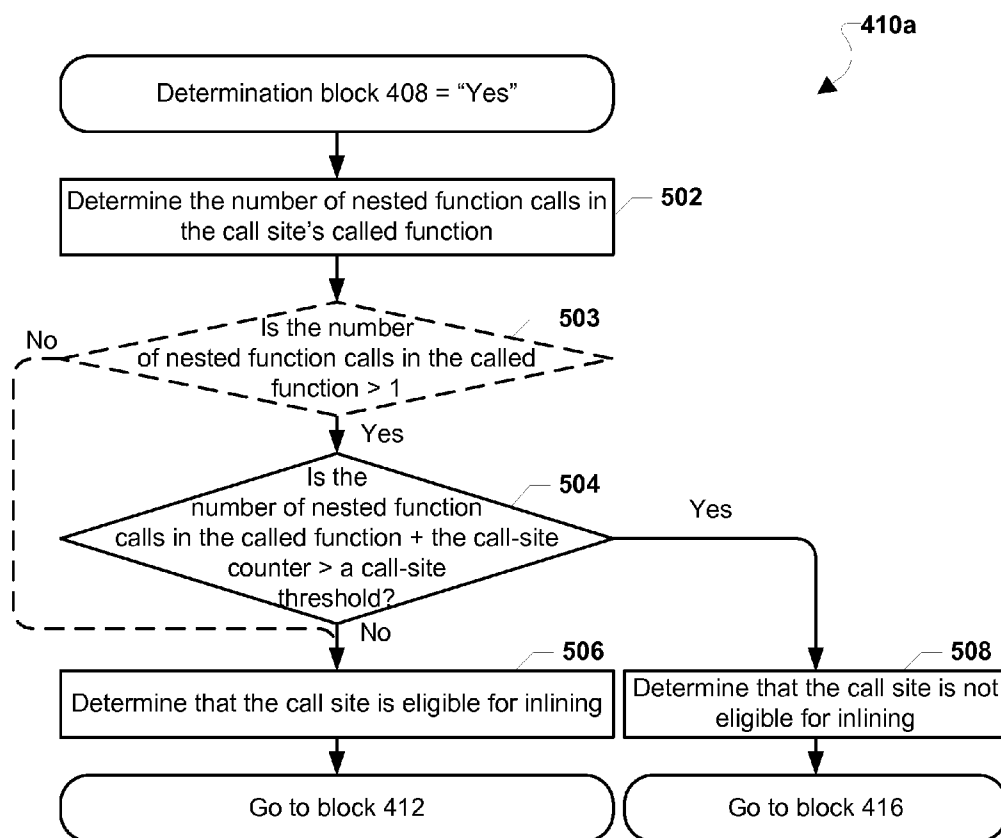 410a
Determination block 408 = “Yes”
Determine the number of nested function calls in
the call site’s called function
502
503
No
Is the number
of nested function calls in the called
function > 1
Yes
Is the
number of nested function
calls in the called function + the call-site
counter > a call-site
threshold?
504
Yes
No
506
508
Determine that the call site is eligible for inlining
Determine that the call site is not
eligible for inlining
Go to block 412
Go to block 416